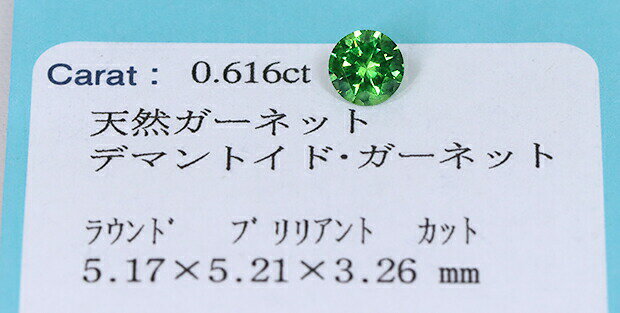 Carat : 0.616ct
天然ガーネット
デマントイド・ガーネット
ﾗｳﾝﾄﾞ ﾌﾞﾘﾘｱﾝﾄ ｶｯﾄ
5.17×5.21×3.26 mm